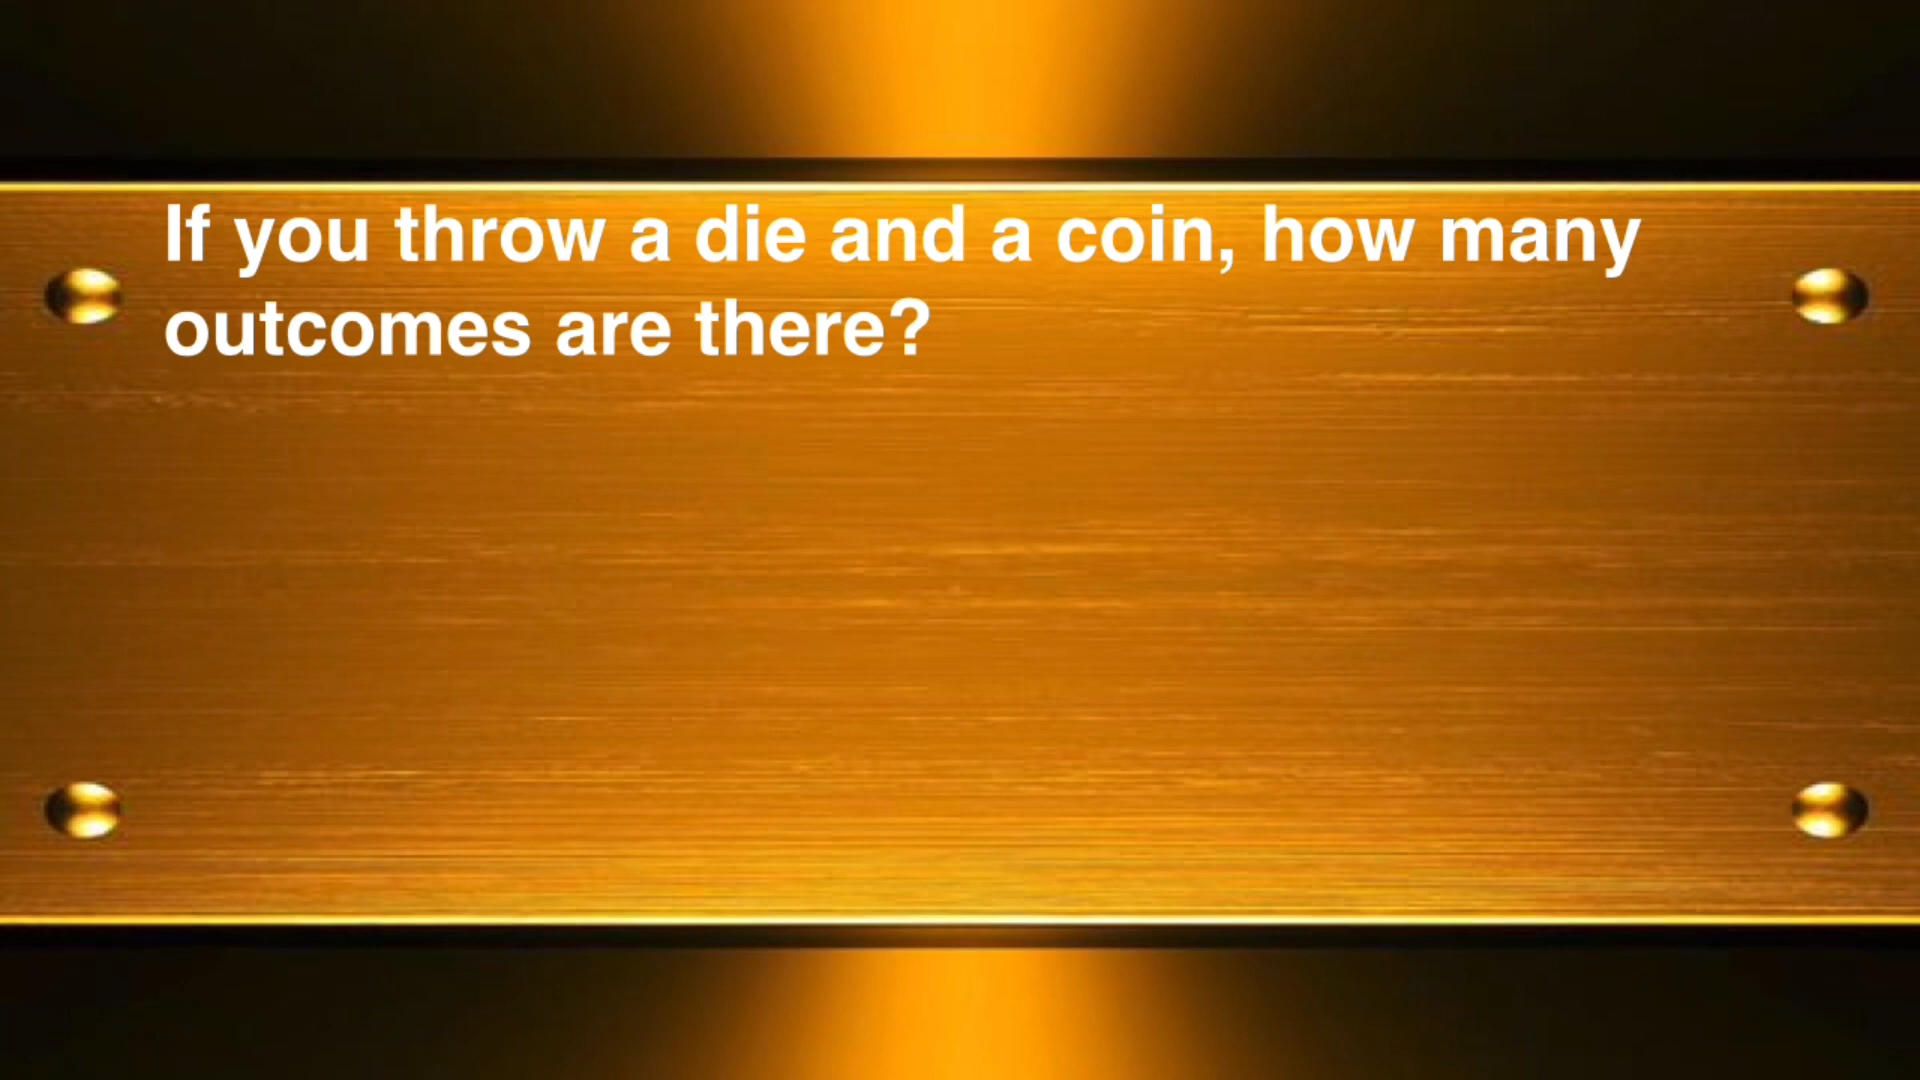 If you throw a die and a coin, how many
outcomes are there?